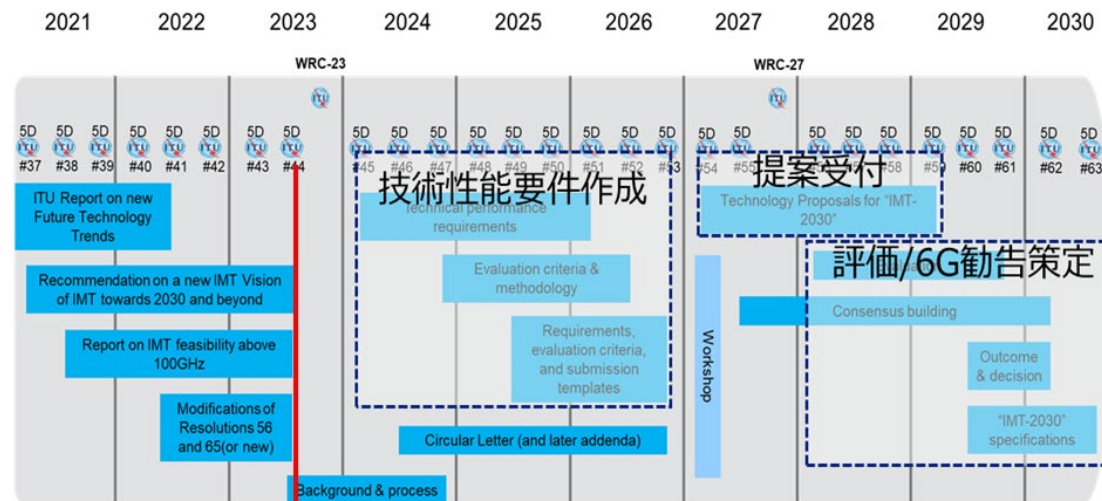 2021 2022 2023 2024 2025 2026 2027 2028 2029 2030
WRC-23 WRC-27
5D 5D 5D 5D 5D 5D 5D 5D 5D 5D 5D 5D 5D 5D 5D 5D 5D 5D 5D 5D 5D 5D 5D 5D 5D 5D 5D
#37 #38 #39 #40 #41 #42 #43 #44 #45 #46 #47 #48 #49 #50 #51 #52 #53 #54 #55 #58 #59 #60 #61 #62 #63
ITU Report on new
Future Technology
Trends
Recommendation on a new IMT Vision
of IMT towards 2030 and beyond
Report on IMT feasibility above
100GHz
Modifications of
Resolutions 56
and 65(or new)
Background & process
技術性能要件作成
Technical performance
requirements
Evaluation criteria &
methodology
Requirements,
evaluation criteria,
and submission
templates
Circular Letter (and later addenda)
提案受付
Technology Proposals for “IMT-
2030”
Workshop
評価/6G勧告策定
Consensus building
Outcome
& decision
“IMT-2030”
specifications